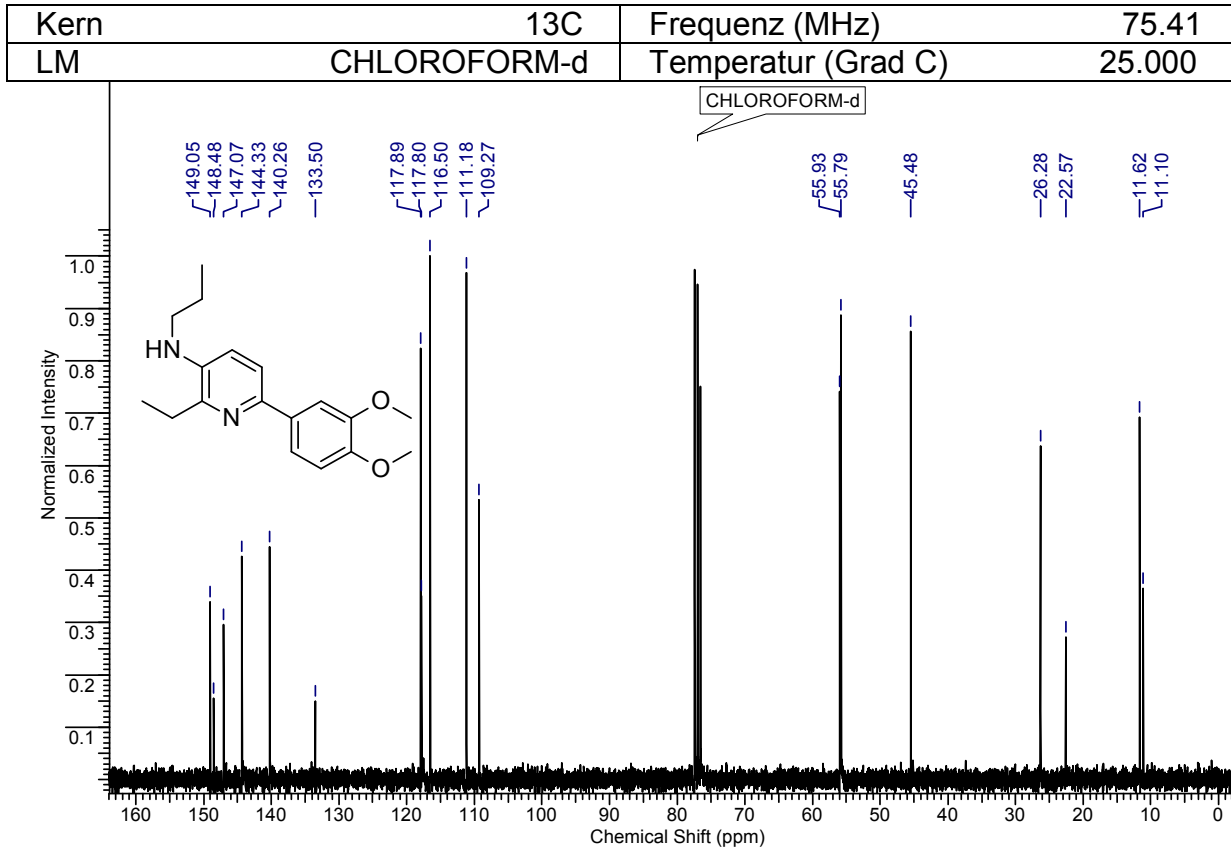 Kern 13C Frequenz (MHz) 75.41
LM CHLOROFORM-d Temperatur (Grad C) 25.000
CHLOROFORM-d
149.05
148.48
147.07
144.33
140.26
133.50
117.89
117.80
116.50
111.18
109.27
55.93
55.79
45.48
26.28
22.57
11.62
11.10
Normalized Intensity
1.0
0.9
0.8
0.7
0.6
0.5
0.4
0.3
0.2
0.1
HN
N
O
O
160 150 140 130 120 110 100 90 80 70 60 50 40 30 20 10 0
Chemical Shift (ppm)